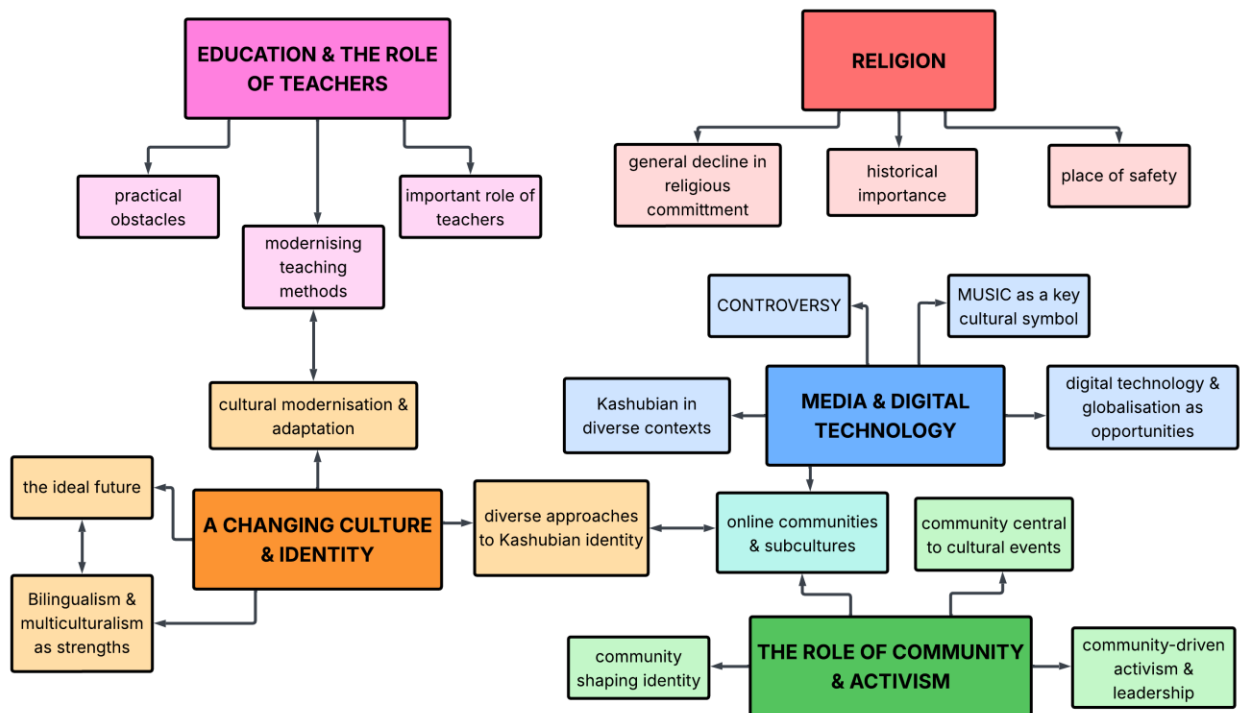 EDUCATION & THE ROLE
OF TEACHERS
practical
obstacles
modernising
teaching
methods
important role of
teachers
RELIGION
general decline in
religious
committment
historical
importance
place of safety
CONTROVERSY
MUSIC as a key
cultural symbol
Kashubian in
diverse contexts
MEDIA & DIGITAL
TECHNOLOGY
digital technology &
globalisation as
opportunities
cultural modernisation &
adaptation
the ideal future
A CHANGING CULTURE
& IDENTITY
diverse approaches
to Kashubian identity
online communities
& subcultures
community central
to cultural events
Bilingualism &
multiculturalism
as strengths
community
shaping identity
THE ROLE OF COMMUNITY
& ACTIVISM
community-driven
activism &
leadership